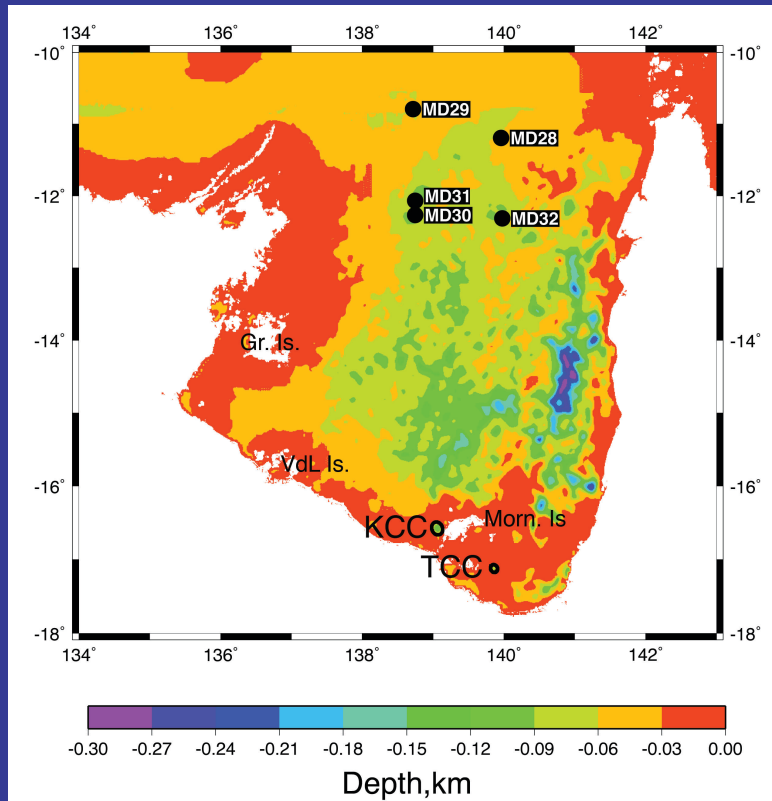 134˚ 136˚ 138˚ 140˚ 142˚
-10˚ -10˚
MD29
MD28
-12˚ MD31 -12˚
MD30 MD32
-14˚ Gr. Is. -14˚
VdL Is.
-16˚ -16˚
KCC Morn. Is
TCC
-18˚ -18˚
134˚ 136˚ 138˚ 140˚ 142˚
-0.30 -0.27 -0.24 -0.21 -0.18 -0.15 -0.12 -0.09 -0.06 -0.03 0.00
Depth,km